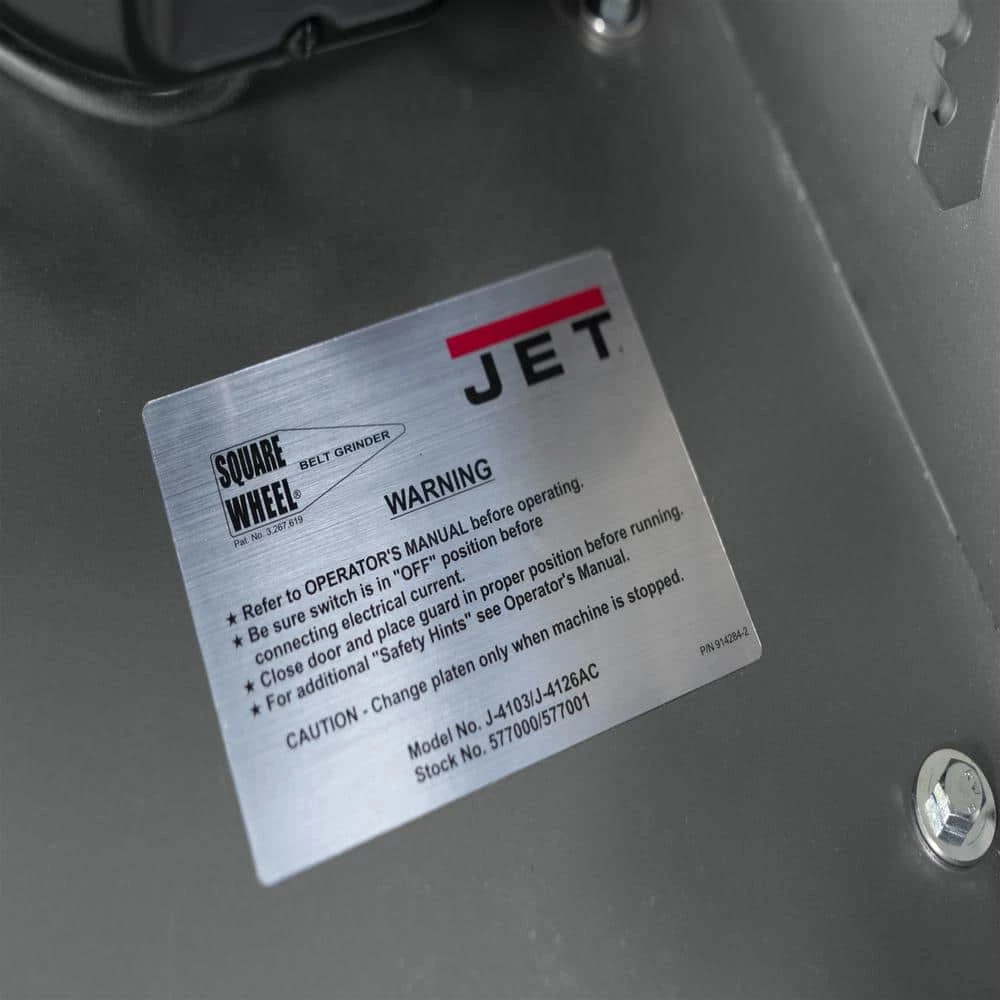 JET
SQUARE
WHEEL®
BELT GRINDER
Pat. No. 3,267,619
WARNING
★ Refer to OPERATOR'S MANUAL before operating.
★ Be sure switch is in "OFF" position before
connecting electrical current.
★ Close door and place guard in proper position before running.
★ For additional "Safety Hints" see Operator's Manual.
CAUTION - Change platen only when machine is stopped.
P/N 914284-2
Model No. J-4103/J-4126AC
Stock No. 577000/577001